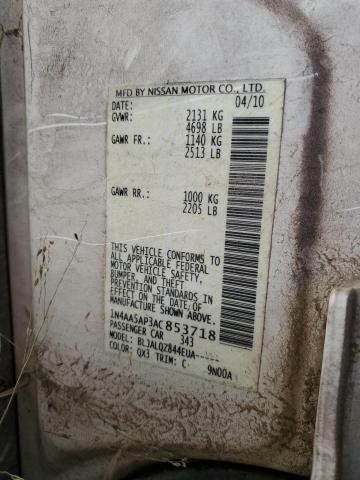 MFD BY NISSAN MOTOR CO., LTD.
DATE: 04/10
GVWR: 2131 KG
4698 LB
GAWR FR.: 1140 KG
2513 LB
GAWR RR.: 1000 KG
2205 LB
THIS VEHICLE CONFORMS TO
ALL APPLICABLE FEDERAL
MOTOR VEHICLE SAFETY,
BUMPER, AND THEFT
PREVENTION STANDARDS
IN EFFECT ON THE DATE OF
MANUFACTURE SHOWN ABOVE.
1N4AA5AP3AC853718
PASSENGER CAR 343
MODEL: BLJALQZ844EUA-----
COLOR: QX3 TRIM: C 9N00A